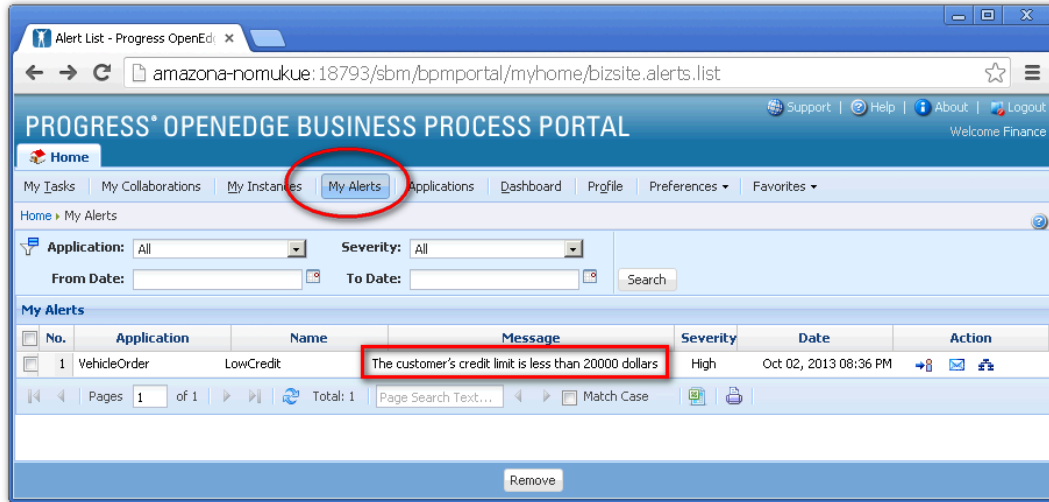 Alert List - Progress OpenEd
amazona-nomukue:18793/sbm/bpmportal/myhome/bizsite.alerts.list
Support | Help | About | Logout
PROGRESS® OPENEDGE BUSINESS PROCESS PORTAL
Welcome Finance
Home
My Tasks | My Collaborations | My Instances | My Alerts | Applications | Dashboard | Profile | Preferences | Favorites
Home My Alerts
Application: All Severity: All
From Date: To Date: Search
My Alerts
No. Application Name Message Severity Date Action
1 VehicleOrder LowCredit The customer's credit limit is less than 20000 dollars High Oct 02, 2013 08:36 PM
Pages 1 of 1 Total: 1 Page Search Text... Match Case
Remove